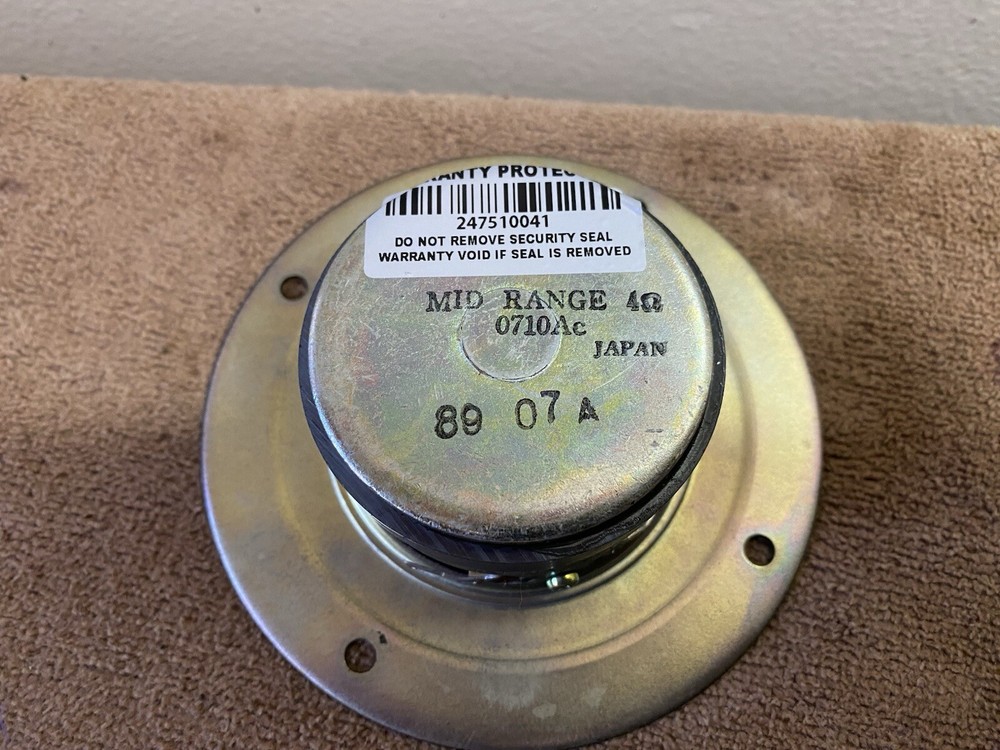 247510041
DO NOT REMOVE SECURITY SEAL
WARRANTY VOID IF SEAL IS REMOVED
MID RANGE 4Ω
0710Ac
JAPAN
89 07 A